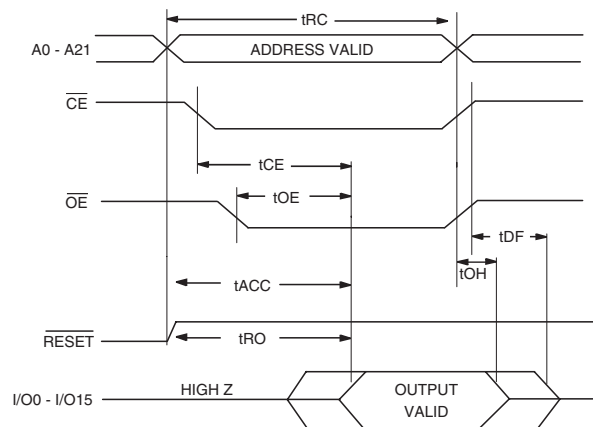 tRC
A0 - A21
ADDRESS VALID
CE
tCE
tOE
OE
tDF
tOH
tACC
RESET
tRO
HIGH Z
I/O0 - I/O15
OUTPUT
VALID